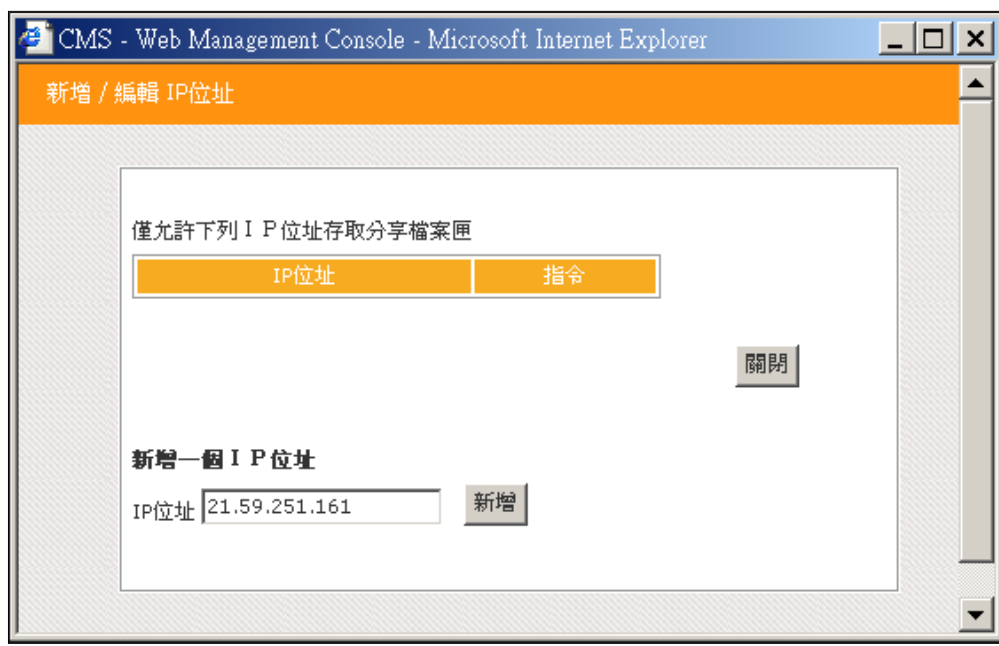 CMS - Web Management Console - Microsoft Internet Explorer
新增 / 編輯 IP位址
僅允許下列ＩＰ位址存取分享檔案匣
IP位址 指令
關閉
新增一個ＩＰ位址
IP位址 21.59.251.161 新增